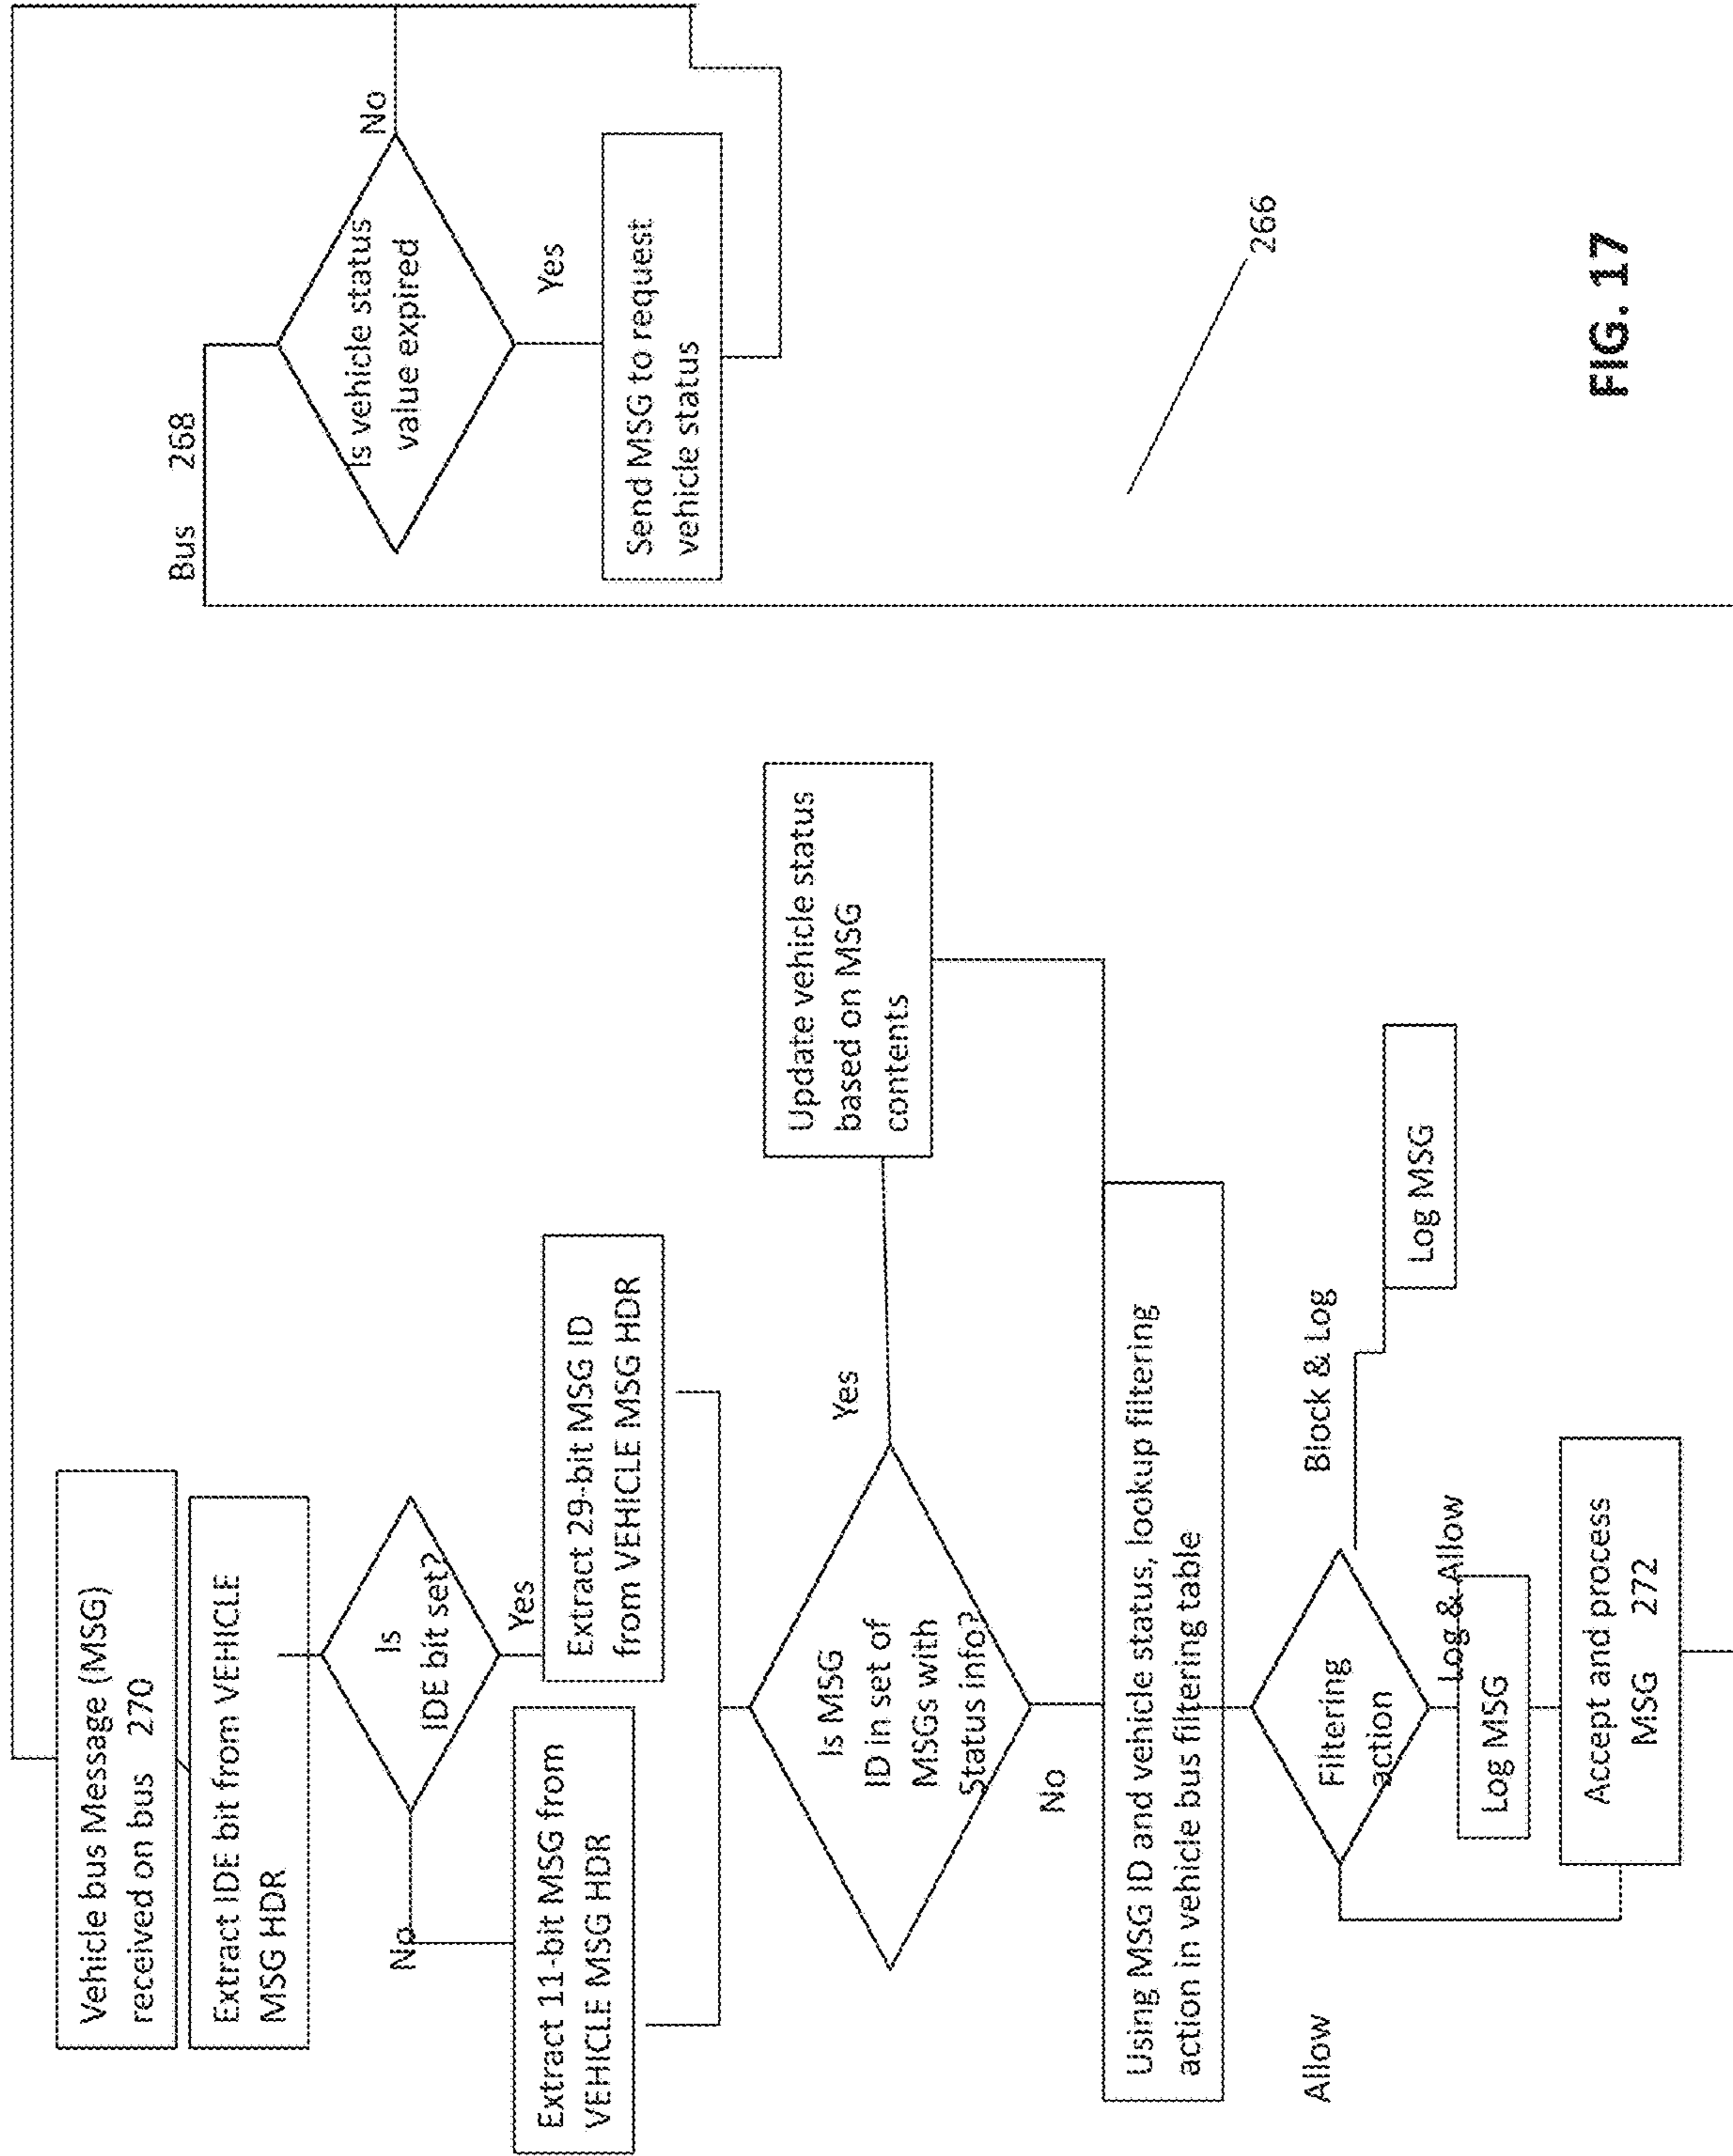 Vehicle bus Message (MSG)
received on bus 270
Extract IDE bit from VEHICLE
MSG HDR
Is
IDE bit set?
No
Yes
Extract 11-bit MSG from
VEHICLE MSG HDR
Extract 29-bit MSG ID
from VEHICLE MSG HDR
Is MSG
ID in set of
MSGs with
Status info?
Yes
No
Update vehicle status
based on MSG
contents
Using MSG ID and vehicle status, lookup filtering
action in vehicle bus filtering table
Filtering
action
Allow
Block & Log
Log MSG
Log & Allow
Log MSG
Accept and process
MSG 272
Bus 268
Is vehicle status
value expired
No
Yes
Send MSG to request
vehicle status
266
FIG. 17